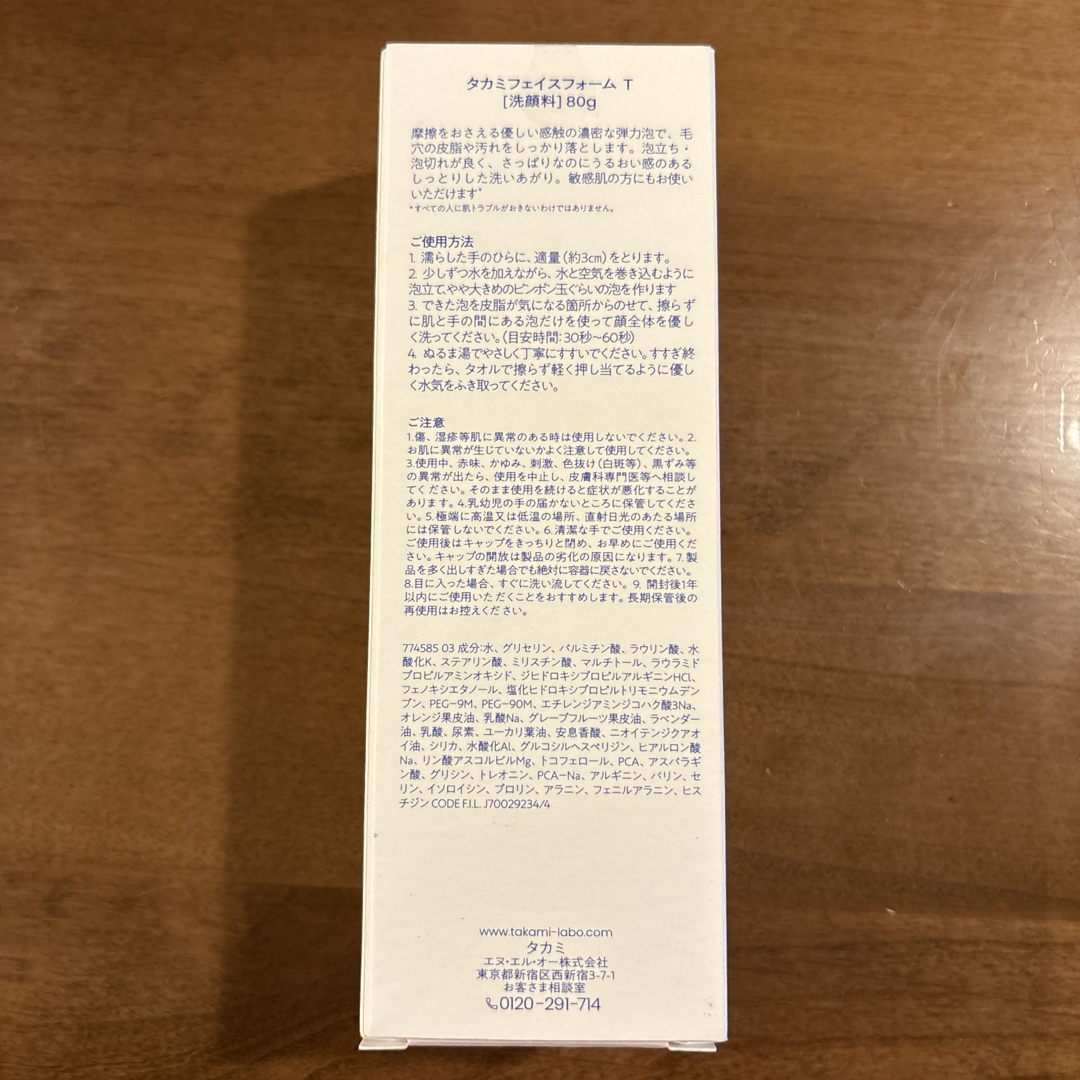 タカミフェイスフォーム T
[洗顔料] 80g
摩擦をおさえる優しい感触の濃密な弾力泡で、毛
穴の皮脂や汚れをしっかり落とします。泡立ち・
泡切れが良く、さっぱりなのにうるおい感のある
しっとりした洗いあがり。敏感肌の方にもお使い
いただけます*
*すべての人に肌トラブルがおきないわけではありません。
ご使用方法
1. 濡らした手のひらに、適量(約3cm)をとります。
2. 少しずつ水を加えながら、水と空気を巻き込むように
泡立て、やや大きめのピンポン玉ぐらいの泡を作ります
3. できた泡を皮脂が気になる箇所からのせて、擦らず
に肌と手の間にある泡だけを使って顔全体を優し
く洗ってください。(目安時間:30秒〜60秒)
4. ぬるま湯でやさしく丁寧にすすいでください。すすぎ終
わったら、タオルで擦らず軽く押し当てるように優し
く水気をふき取ってください。
ご注意
1.傷、湿疹等肌に異常のある時は使用しないでください。2.
お肌に異常が生じていないかよく注意して使用してください。
3.使用中、赤味、かゆみ、刺激、色抜け(白斑等)、黒ずみ等
の異常が出たら、使用を中止し、皮膚科専門医等へ相談し
てください。そのまま使用を続けると症状が悪化することが
あります。4.乳幼児の手の届かないところに保管してくださ
い。5.極端に高温又は低温の場所、直射日光のあたる場所
には保管しないでください。6.清潔な手でご使用ください。
ご使用後はキャップをきっちりと閉め、お早めにご使用くだ
さい。キャップの開放は製品の劣化の原因になります。7.製
品を多く出しすぎた場合でも絶対に容器に戻さないでください。
8.目に入った場合、すぐに洗い流してください。9. 開封後1年
以内にご使用いただくことをおすすめします。長期保管後の
再使用はお控えください。
774585 03 成分:水、グリセリン、パルミチン酸、ラウリン酸、水
酸化K、ステアリン酸、ミリスチン酸、マルチトール、ラウラミド
プロピルアミンオキシド、ジヒドロキシプロピルアルギニンHCl、
フェノキシエタノール、塩化ヒドロキシプロピルトリモニウムデン
プン、PEG-9M、PEG-90M、エチレンジアミンジコハク酸3Na、
オレンジ果皮油、乳酸Na、グレープフルーツ果皮油、ラベンダー
油、乳酸、尿素、ユーカリ葉油、安息香酸、ニオイテンジクアオ
イ油、シリカ、水酸化Al、グルコシルヘスペリジン、ヒアルロン酸
Na、リン酸アスコルビルMg、トコフェロール、PCA、アスパラギ
ン酸、グリシン、トレオニン、PCA-Na、アルギニン、バリン、セ
リン、イソロイシン、プロリン、アラニン、フェニルアラニン、ヒス
チジン CODE F.I.L. J70029234/4
www.takami-labo.com
タカミ
エヌ・エル・オー株式会社
東京都新宿区西新宿3-7-1
お客さま相談室
0120-291-714